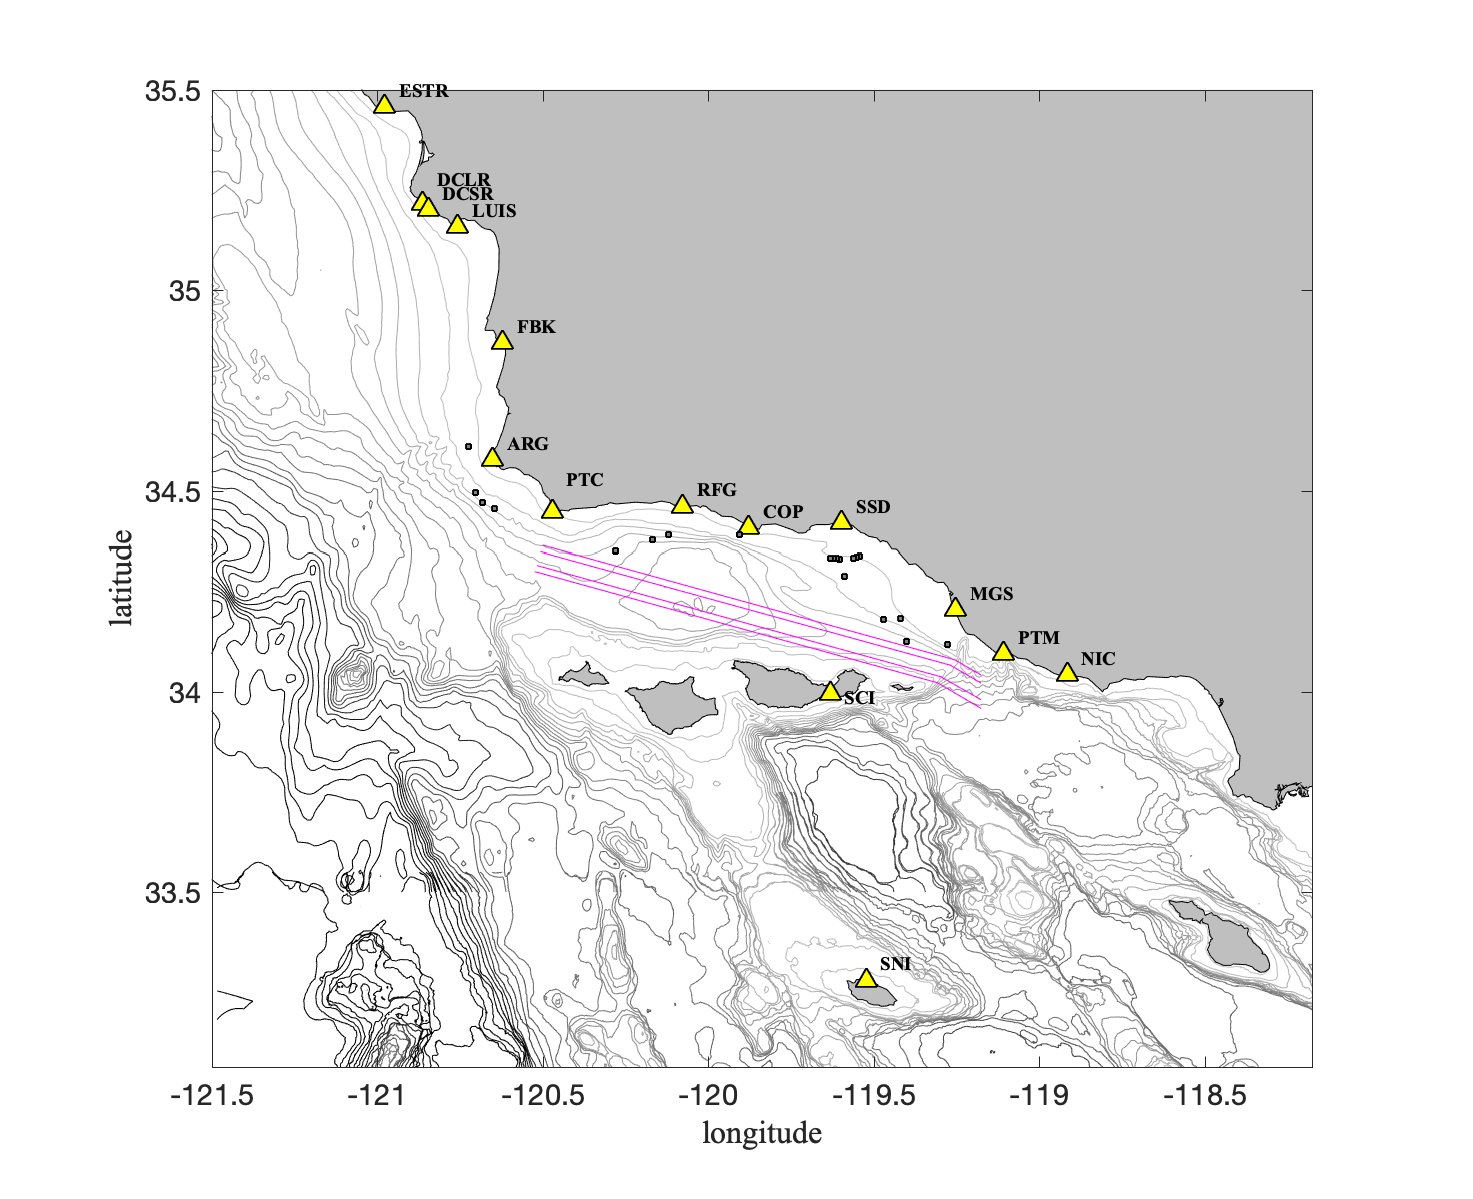 35.5
ESTR
DCLR
DCSR
LUIS
35
FBK
ARG
PTC
RFG
COP
SSD
34.5
MGS
PTM
NIC
34
SCI
33.5
SNI
latitude
-121.5 -121 -120.5 -120 -119.5 -119 -118.5
longitude